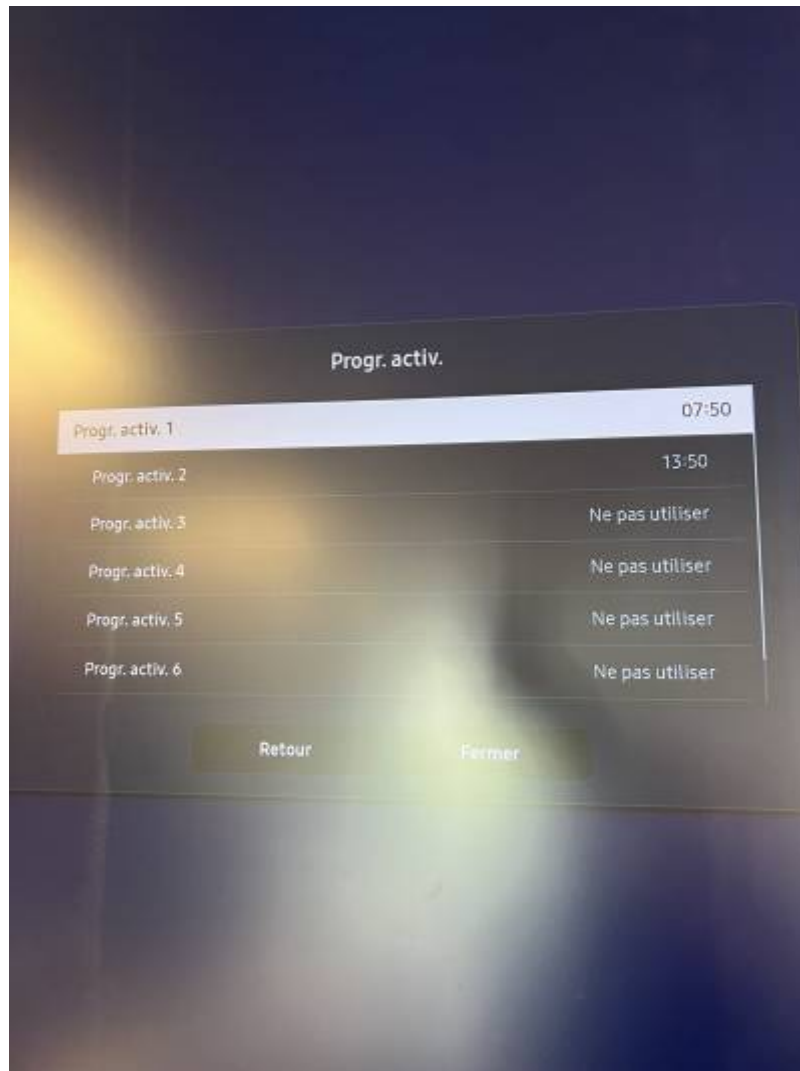 Progr. activ.
Progr. activ. 1 07:50
Progr. activ. 2 13:50
Progr. activ. 3 Ne pas utiliser
Progr. activ. 4 Ne pas utiliser
Progr. activ. 5 Ne pas utiliser
Progr. activ. 6 Ne pas utiliser
Retour Fermer